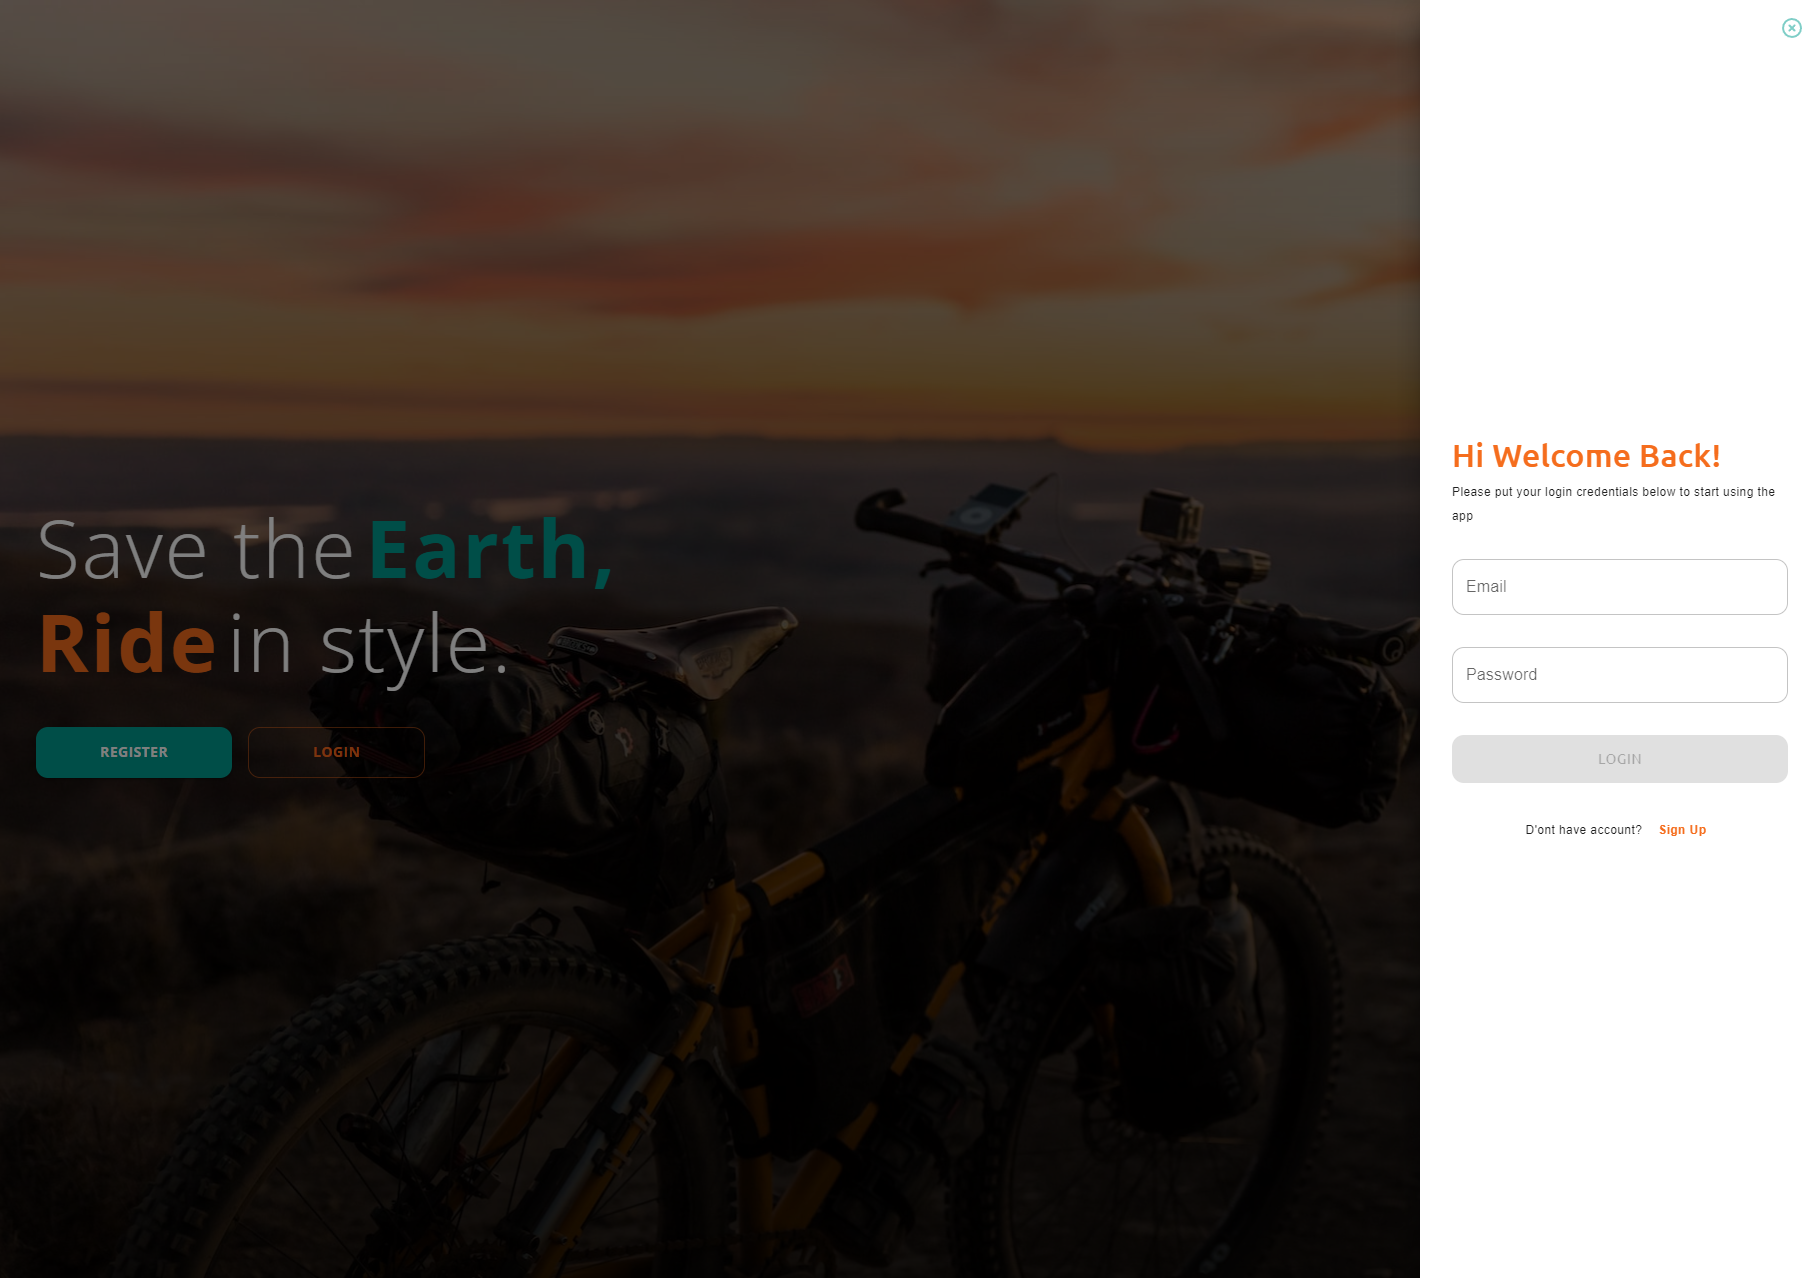 Save the Earth,
Ride in style.
REGISTER
LOGIN
Hi Welcome Back!
Please put your login credentials below to start using the
app
Email
Password
LOGIN
D'ont have account? Sign Up